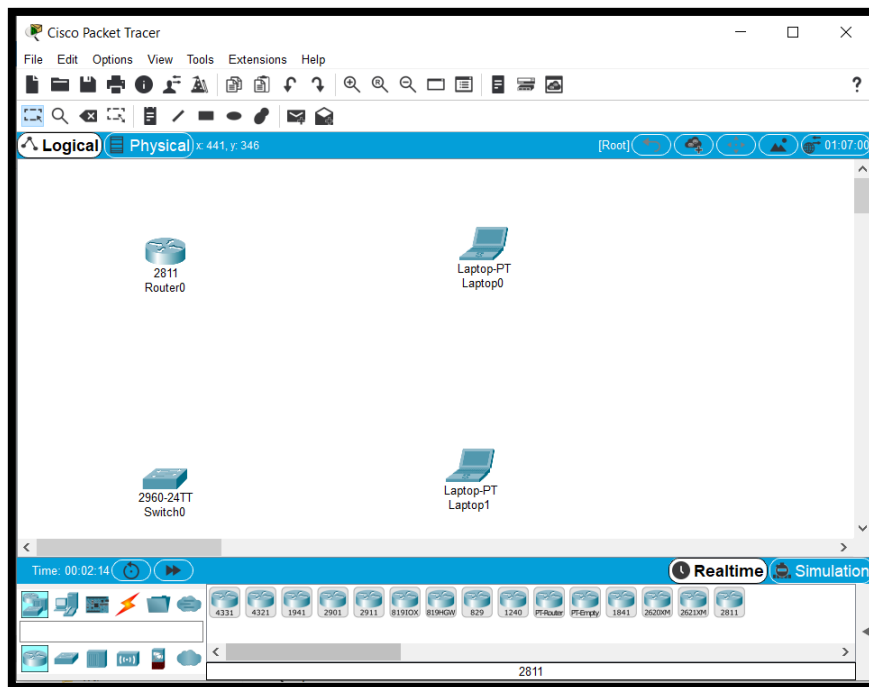 Cisco Packet Tracer
File Edit Options View Tools Extensions Help
?
Logical Physical x: 441, y: 346 [Root] 01:07:00
2811
Router0
Laptop-PT
Laptop0
2960-24TT
Switch0
Laptop-PT
Laptop1
Time: 00:02:14 Realtime Simulation
4331 4321 1941 2901 2911 819IOX 819HGW 829 1240 PT-Router PT-Empty 1841 2620XM 2621XM 2811
2811